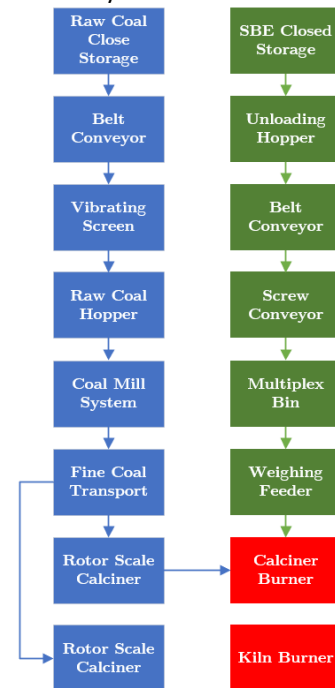 Raw Coal
Close
Storage
Belt
Conveyor
Vibrating
Screen
Raw Coal
Hopper
Coal Mill
System
Fine Coal
Transport
Rotor Scale
Calciner
Rotor Scale
Calciner
SBE Closed
Storage
Unloading
Hopper
Belt
Conveyor
Screw
Conveyor
Multiplex
Bin
Weighing
Feeder
Calciner
Burner
Kiln Burner